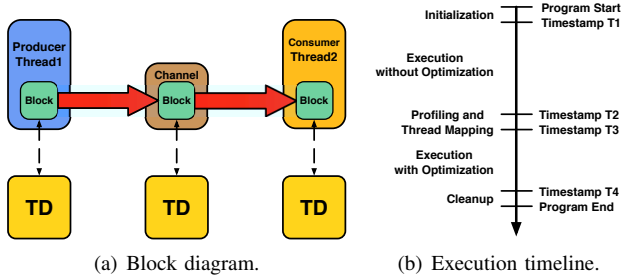 Producer
Thread1
Block
Channel
Block
Consumer
Thread2
Block
TD
TD
TD
(a) Block diagram.
Initialization
Program Start
Timestamp T1
Execution
without Optimization
Profiling and
Thread Mapping
Timestamp T2
Timestamp T3
Execution
with Optimization
Cleanup
Timestamp T4
Program End
(b) Execution timeline.